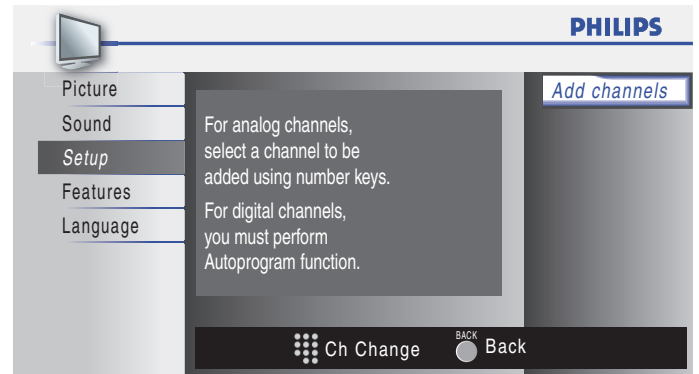 PHILIPS
Picture
Sound
Setup
Features
Language
For analog channels,
select a channel to be
added using number keys.
For digital channels,
you must perform
Autoprogram function.
Add channels
Ch Change
BACK
Back